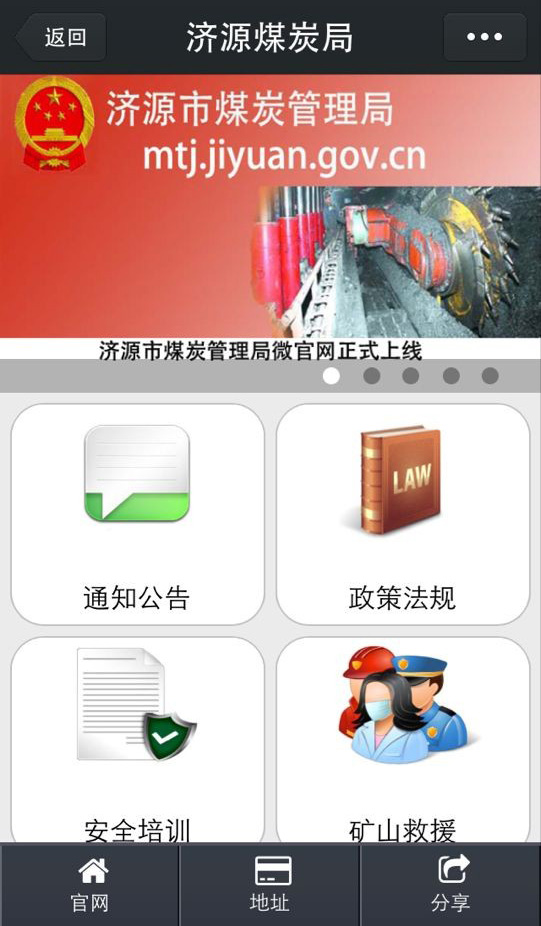 返回
济源煤炭局
济源市煤炭管理局
mtj.jiyuan.gov.cn
济源市煤炭管理局微官网正式上线
通知公告
LAW
政策法规
安全培训
矿山救援
官网
地址
分享